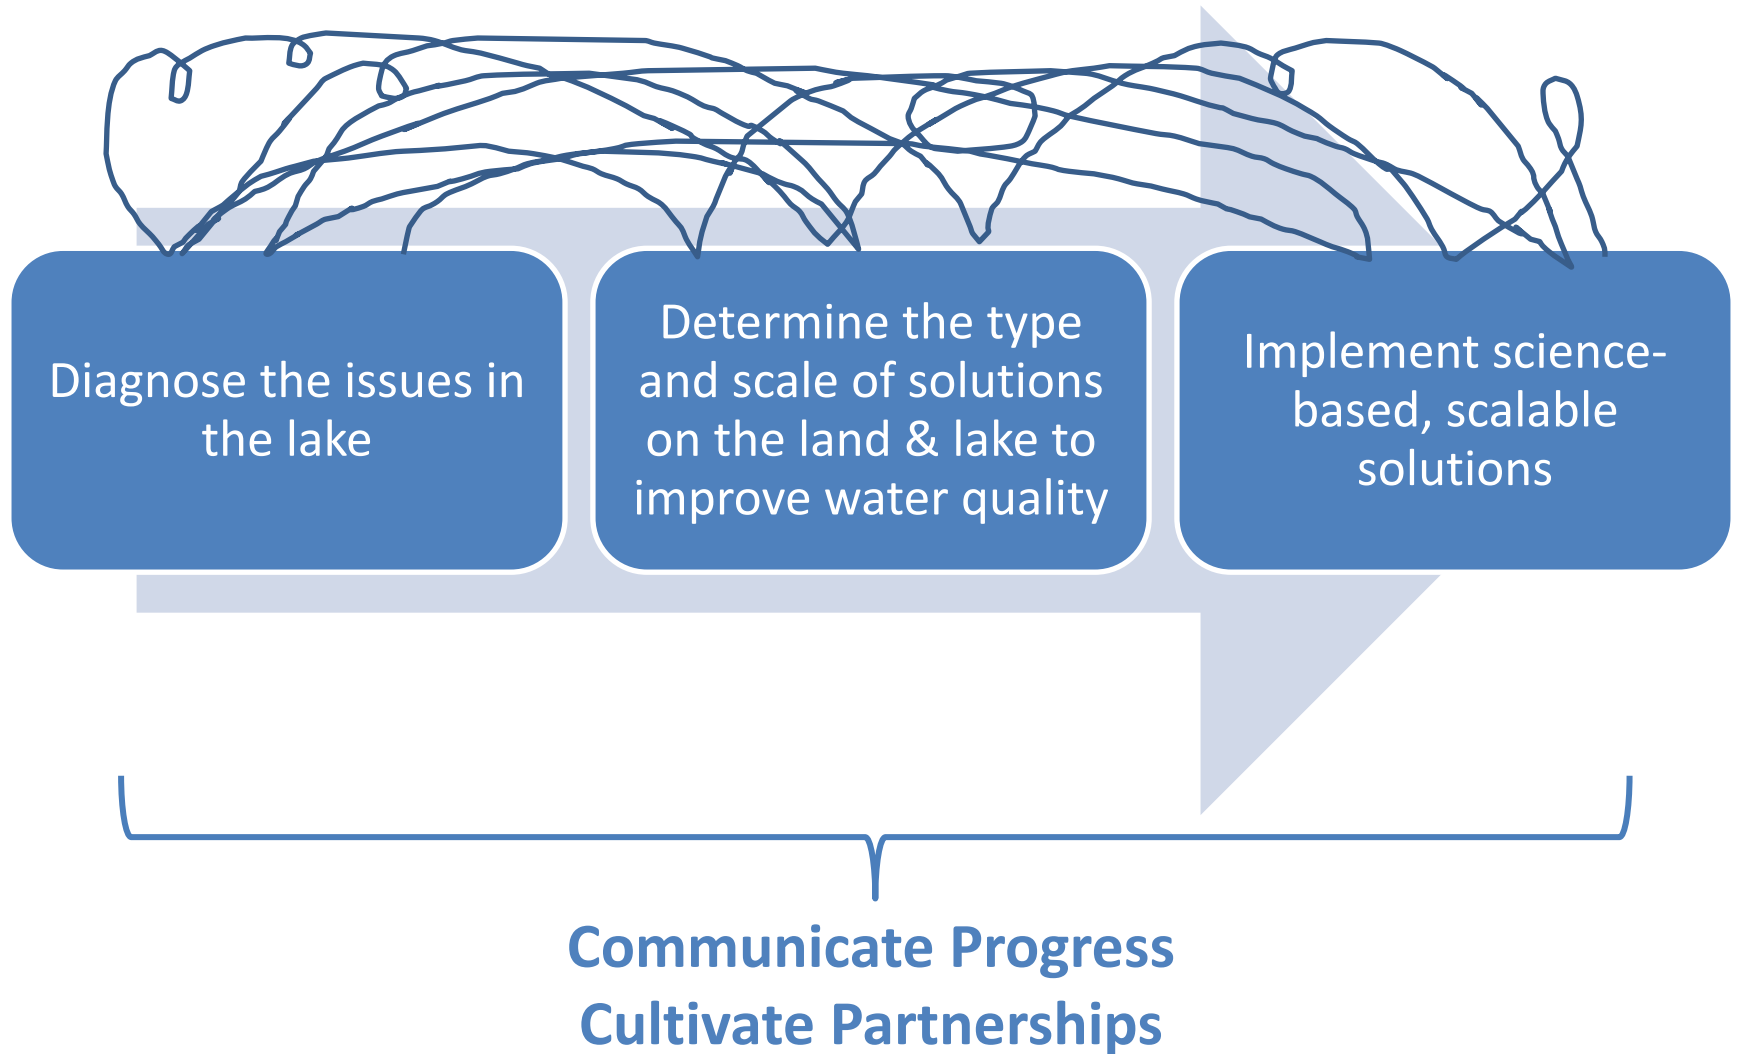 Diagnose the issues in
the lake
Determine the type
and scale of solutions
on the land & lake to
improve water quality
Implement science-
based, scalable
solutions
Communicate Progress
Cultivate Partnerships